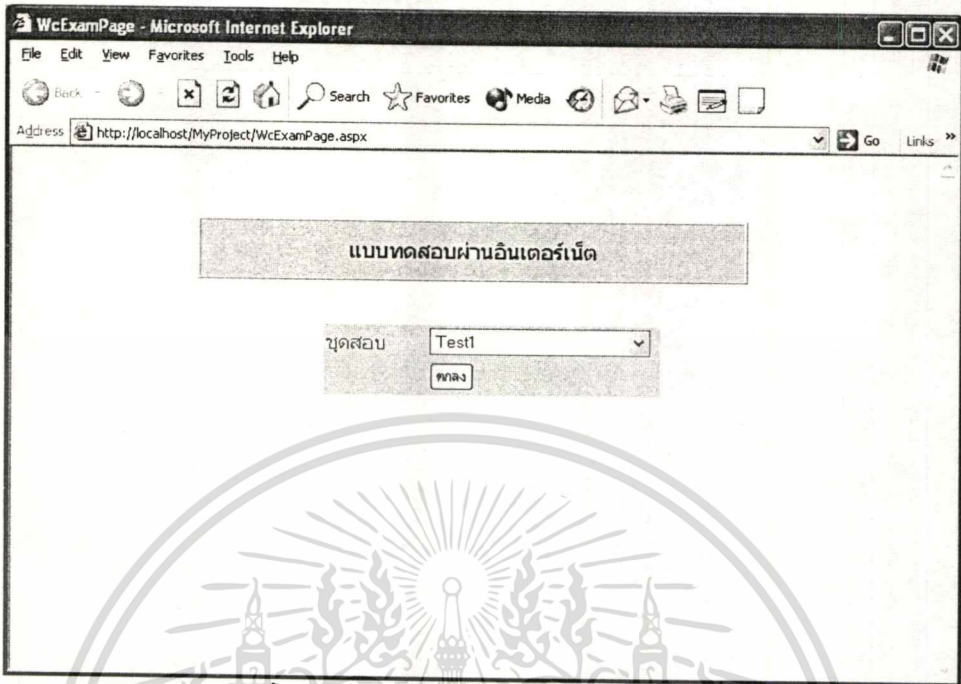 WcExamPage - Microsoft Internet Explorer
File Edit View Favorites Tools Help
Back Search Favorites Media
Address http://localhost/MyProject/WcExamPage.aspx Go Links »
แบบทดสอบผ่านอินเตอร์เน็ต
ชุดสอบ Test1
ตกลง